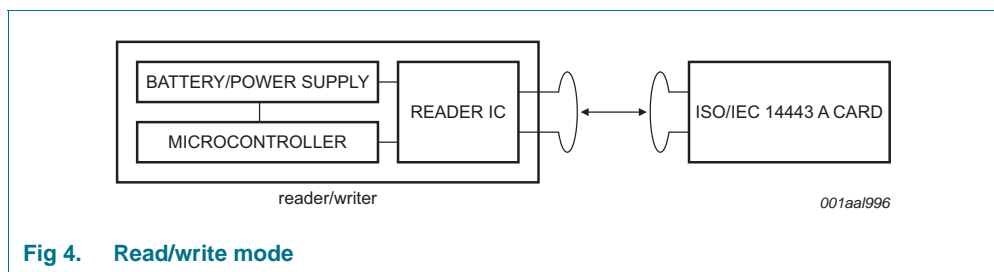 BATTERY/POWER SUPPLY
MICROCONTROLLER
READER IC
ISO/IEC 14443 A CARD
reader/writer
001aal996
Fig 4. Read/write mode